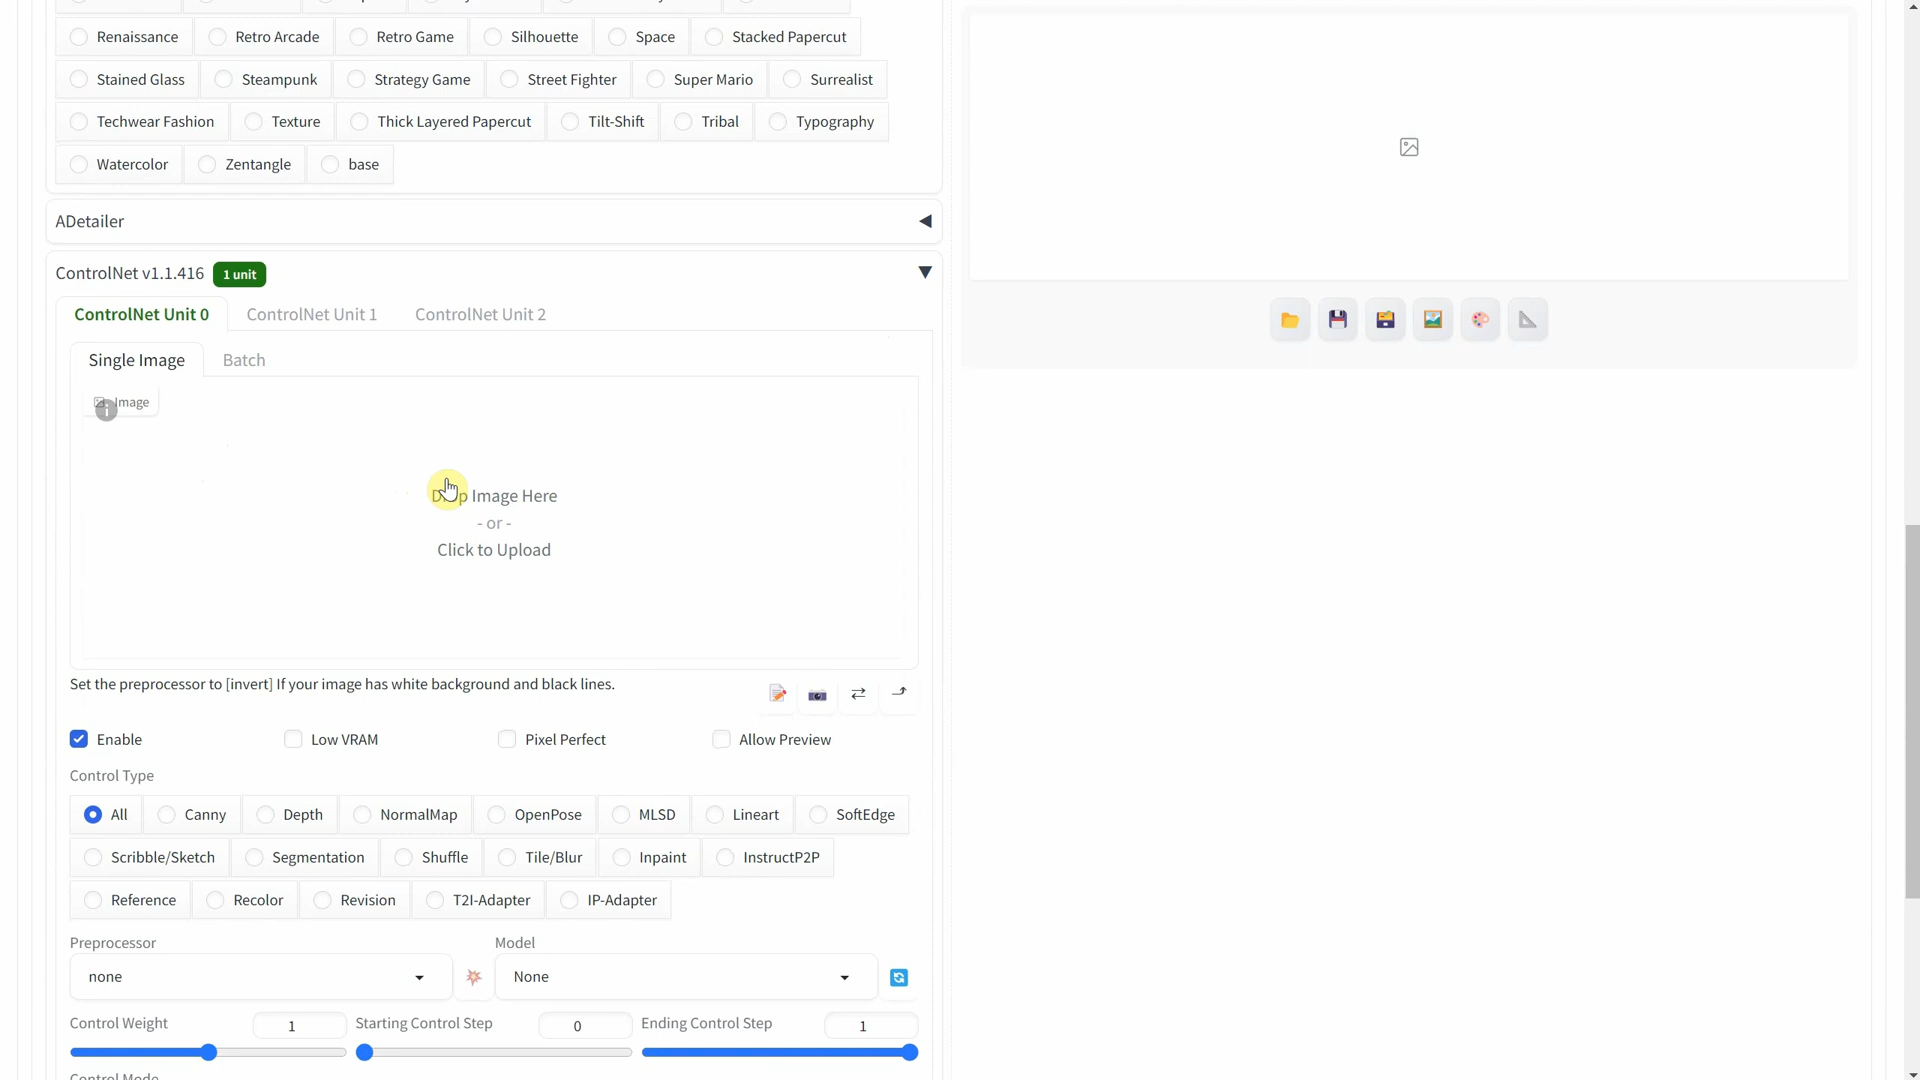 Renaissance Retro Arcade Retro Game Silhouette Space Stacked Papercut
Stained Glass Steampunk Strategy Game Street Fighter Super Mario Surrealist
Techwear Fashion Texture Thick Layered Papercut Tilt-Shift Tribal Typography
Watercolor Zentangle base
ADetailer
ControlNet v1.1.416 1 unit
ControlNet Unit 0 ControlNet Unit 1 ControlNet Unit 2
Single Image Batch
Image
Drop Image Here
- or -
Click to Upload
Set the preprocessor to [invert] If your image has white background and black lines.
Enable Low VRAM Pixel Perfect Allow Preview
Control Type
All Canny Depth NormalMap OpenPose MLSD Lineart SoftEdge
Scribble/Sketch Segmentation Shuffle Tile/Blur Inpaint InstructP2P
Reference Recolor Revision T2I-Adapter IP-Adapter
Preprocessor Model
none None
Control Weight 1 Starting Control Step 0 Ending Control Step 1
Control Mode